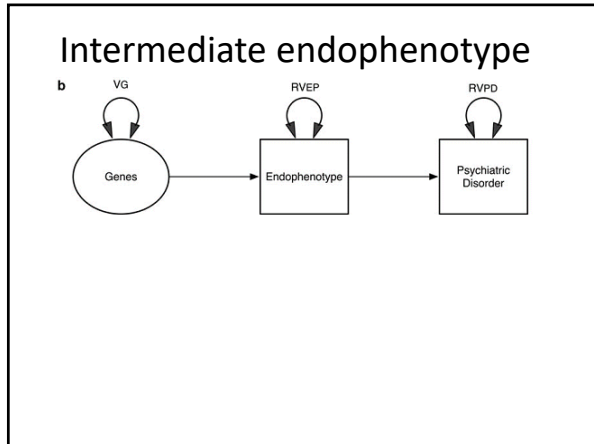 Intermediate endophenotype
b
VG
RVEP
RVPD
Genes
Endophenotype
Psychiatric
Disorder